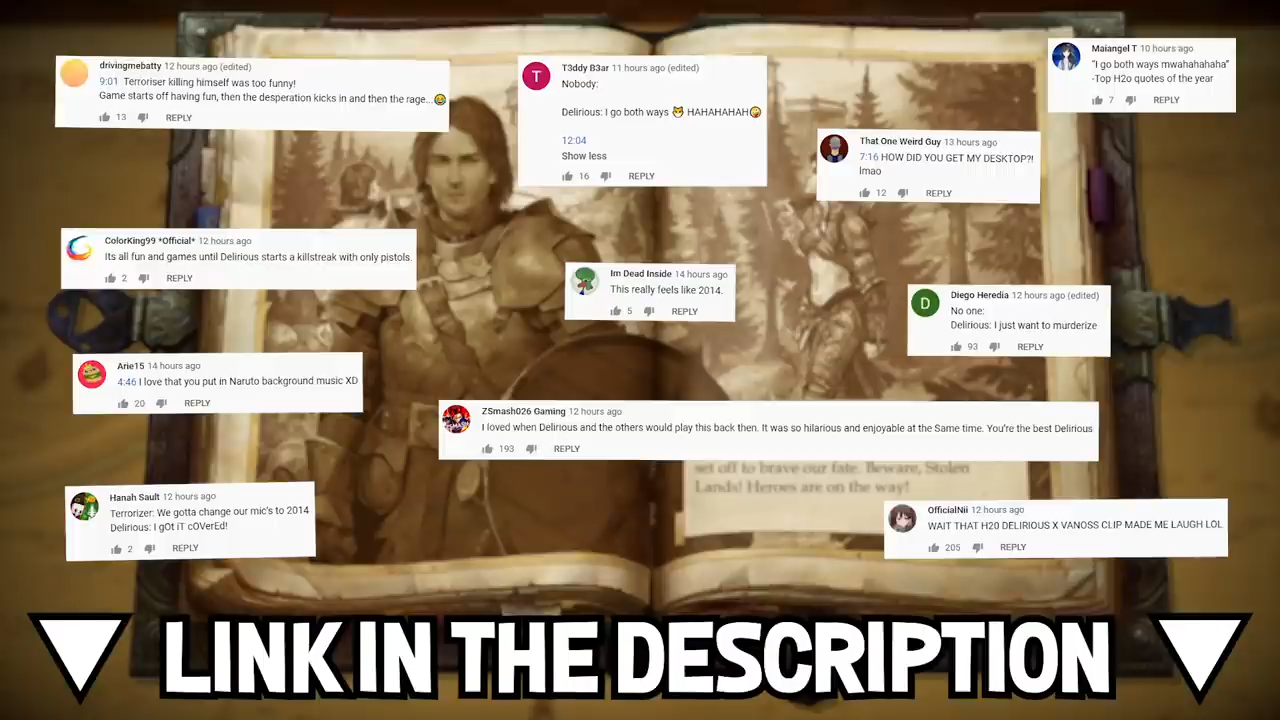 drivingmebatty 12 hours ago (edited)
9:01 Terroriser killing himself was too funny!
Game starts off having fun, then the desperation kicks in and then the rage...😂
13 REPLY
T T3ddy B3ar 11 hours ago (edited)
Nobody:
Delirious: I go both ways 😼 HAHAHAHAH😜
12:04
Show less
16 REPLY
Maiangel T 10 hours ago
"I go both ways mwahahahaha"
-Top H2o quotes of the year
7 REPLY
That One Weird Guy 13 hours ago
7:16 HOW DID YOU GET MY DESKTOP?!
lmao
12 REPLY
ColorKing99 *Official* 12 hours ago
Its all fun and games until Delirious starts a killstreak with only pistols.
2 REPLY
Im Dead Inside 14 hours ago
This really feels like 2014.
5 REPLY
D Diego Heredia 12 hours ago (edited)
No one:
Delirious: I just want to murderize
93 REPLY
Arie15 14 hours ago
4:46 I love that you put in Naruto background music XD
20 REPLY
ZSmash026 Gaming 12 hours ago
I loved when Delirious and the others would play this back then. It was so hilarious and enjoyable at the Same time. You're the best Delirious
193 REPLY
set off to brave our fate. Beware, Stolen
Lands! Heroes are on the way!
Hanah Sault 12 hours ago
Terrorizer: We gotta change our mic's to 2014
Delirious: I gOt iT cOVerEd!
2 REPLY
OfficialNii 12 hours ago
WAIT THAT H20 DELIRIOUS X VANOSS CLIP MADE ME LAUGH LOL
205 REPLY
LINK IN THE DESCRIPTION